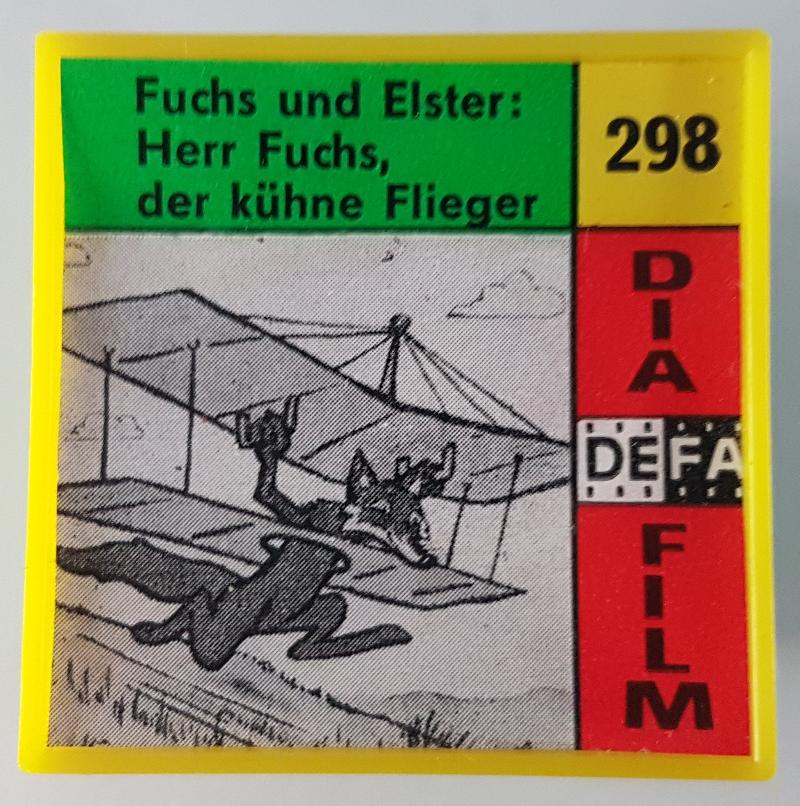 Fuchs und Elster:
Herr Fuchs,
der kühne Flieger
298
DIA
DEFA
FILM